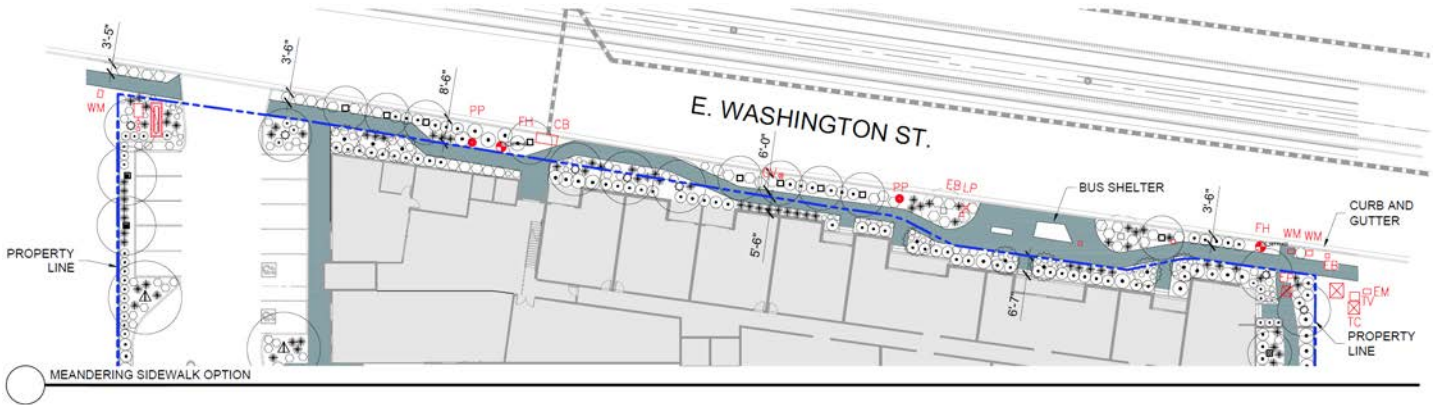 3'-5"
3'-6"
8'-6"
PP
FH
CB
E. WASHINGTON ST.
6'-0"
PP
EB
LP
BUS SHELTER
3'-6"
FH
WM
WM
CURB AND
GUTTER
WM
EB
5'-6"
6'-7"
EM
TV
TC
PROPERTY
LINE
PROPERTY
LINE
MEANDERING SIDEWALK OPTION